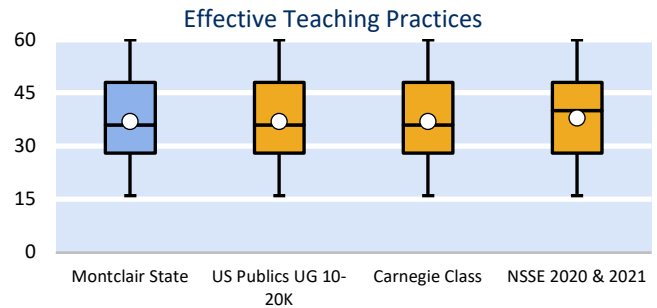 Effective Teaching Practices
60
45
30
15
0
Montclair State
US Publics UG 10-
20K
Carnegie Class
NSSE 2020 & 2021